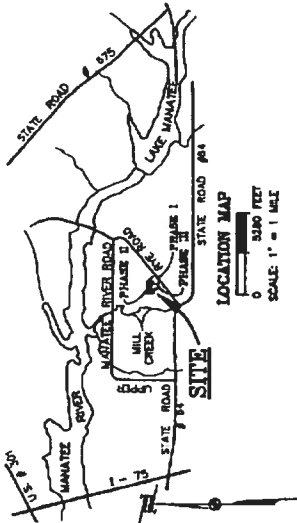 STATE ROAD # 675
LAKE MANATEE
MANATEE RIVER ROAD
RYE ROAD
PHASE II
PHASE I
PHASE III
MILL CREEK
STATE ROAD #64
SITE
STATE ROAD # 64
U.S. # 301
MANATEE RIVER
I - 75
LOCATION MAP
0 5280 FEET
SCALE: 1" = 1 MILE